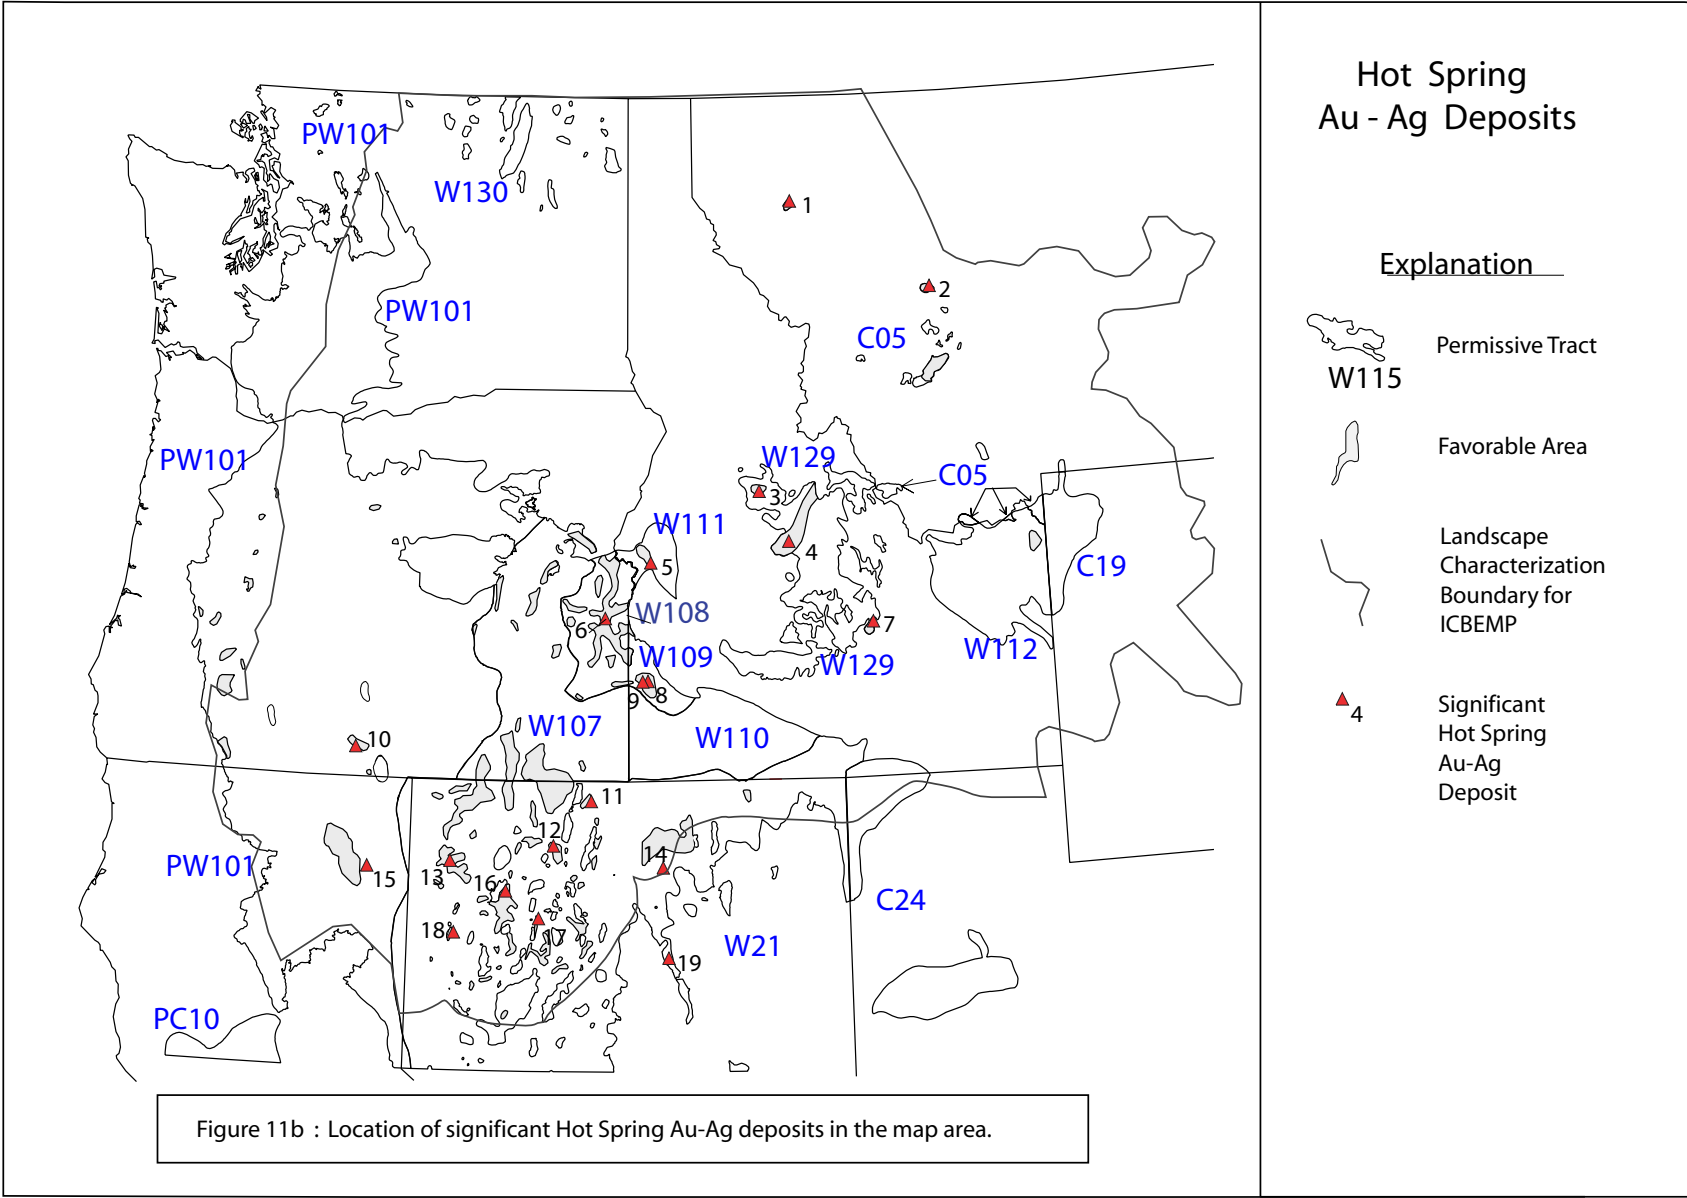 Hot Spring
Au - Ag Deposits
Explanation
Permissive Tract
W115
Favorable Area
Landscape
Characterization
Boundary for
ICBEMP
Significant
Hot Spring
Au-Ag
Deposit
4
PW101
W130
1
PW101
2
C05
PW101
W129
C05
3
W111
4
5
C19
W108
6
7
W109
W129
W112
9
8
W107
W110
10
11
12
13
14
15
PW101
16
17
18
19
C24
W21
PC10
Figure 11b : Location of significant Hot Spring Au-Ag deposits in the map area.